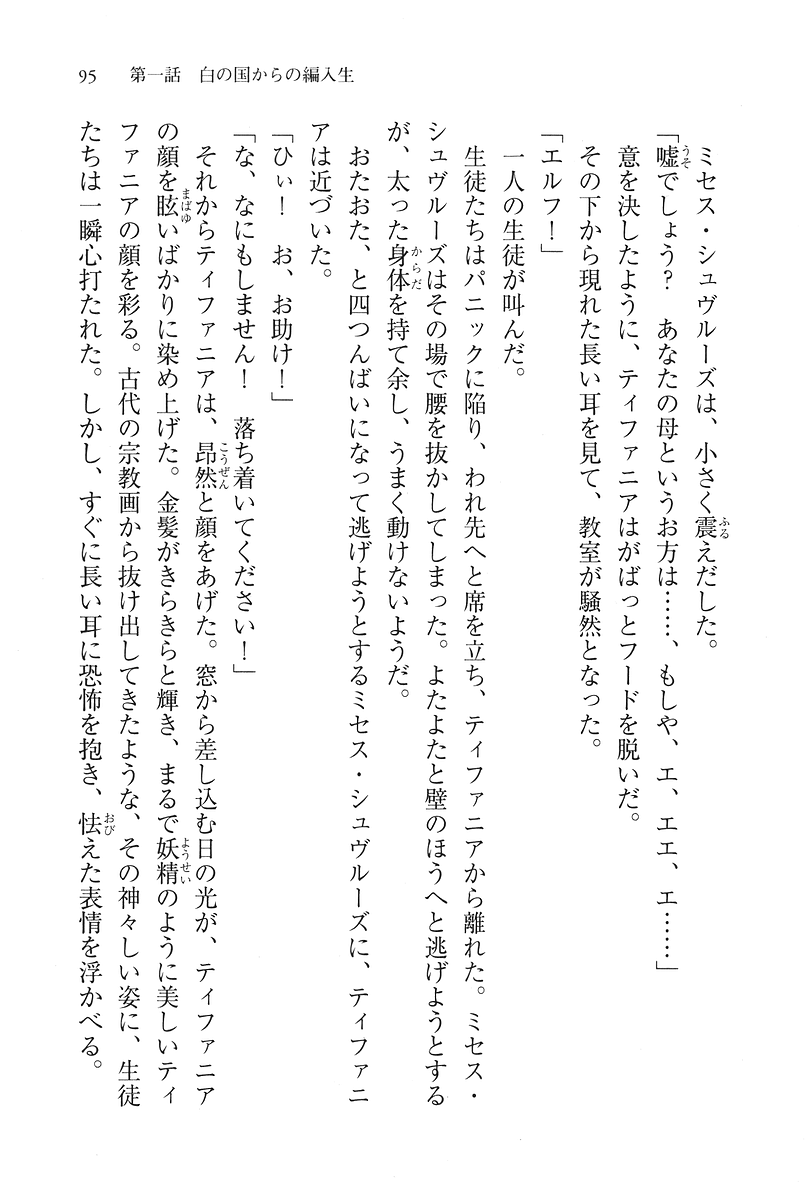 95　第一話　白の国からの編入生
　ミセス・シュヴルーズは、小さく震えだした。
「嘘でしょう？　あなたの母というお方は……、もしや、エ、エエ、エ……」
　意を決したように、ティファニアはがばっとフードを脱いだ。
　その下から現れた長い耳を見て、教室が騒然となった。
「エルフ！」
　一人の生徒が叫んだ。
　生徒たちはパニックに陥り、われ先へと席を立ち、ティファニアから離れた。ミセス・
シュヴルーズはその場で腰を抜かしてしまった。よたよたと壁のほうへと逃げようとする
が、太った身体を持て余し、うまく動けないようだ。
　おたおた、と四つんばいになって逃げようとするミセス・シュヴルーズに、ティファニ
アは近づいた。
「ひぃ！　お、お助け！」
「な、なにもしません！　落ち着いてください！」
　それからティファニアは、昂然と顔をあげた。窓から差し込む日の光が、ティファニア
の顔を眩いばかりに染め上げた。金髪がきらきらと輝き、まるで妖精のように美しいティ
ファニアの顔を彩る。古代の宗教画から抜け出してきたような、その神々しい姿に、生徒
たちは一瞬心打たれた。しかし、すぐに長い耳に恐怖を抱き、怯えた表情を浮かべる。